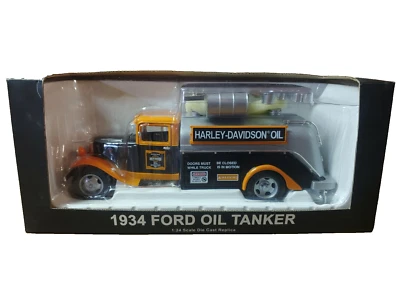 HARLEY-DAVIDSON OIL
DOORS MUST BE CLOSED
WHILE TRUCK IS IN MOTION
1934 FORD OIL TANKER
1:34 Scale Die Cast Replica